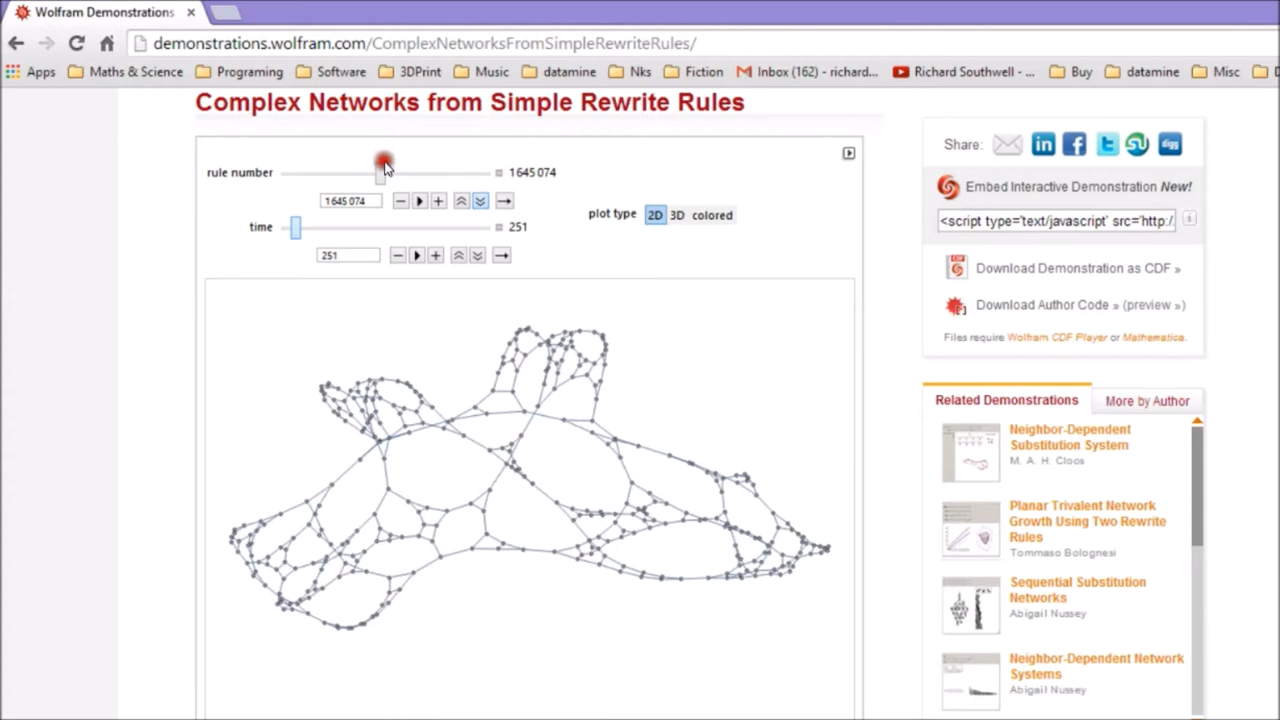 Wolfram Demonstrations
demonstrations.wolfram.com/ComplexNetworksFromSimpleRewriteRules/
Apps Maths & Science Programing Software 3DPrint Music datamine Nks Fiction Inbox (162) - richard... Richard Southwell - ... Buy datamine Misc
Complex Networks from Simple Rewrite Rules
rule number 1645074
1645074
time 251
251
plot type 2D 3D colored
Share: in f t digg
Embed Interactive Demonstration New!
<script type='text/javascript' src='http:/
Download Demonstration as CDF »
Download Author Code » (preview »)
Files require Wolfram CDF Player or Mathematica.
Related Demonstrations More by Author
Neighbor-Dependent
Substitution System
M. A. H. Cloos
Planar Trivalent Network
Growth Using Two Rewrite
Rules
Tommaso Bolognesi
Sequential Substitution
Networks
Abigail Nussey
Neighbor-Dependent Network
Systems
Abigail Nussey